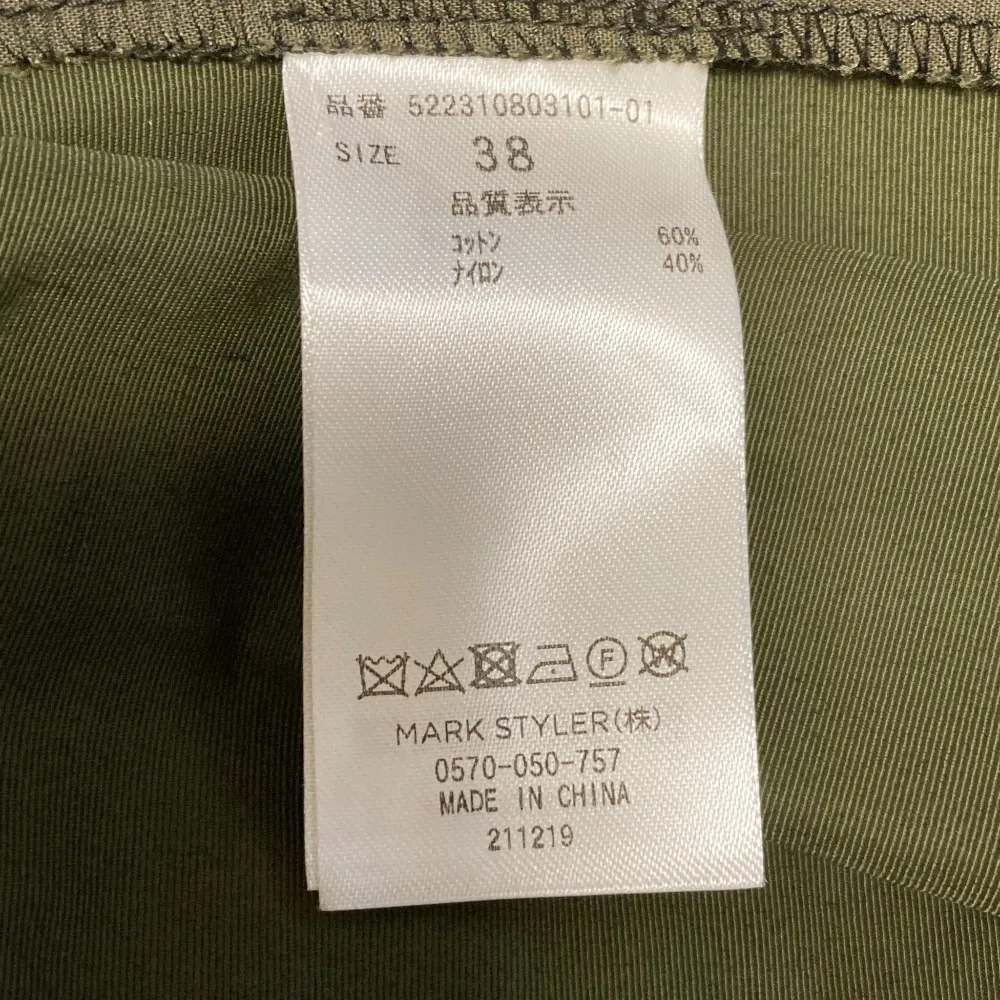 品番 522310803101-01
SIZE 38
品質表示
コットン 60%
ナイロン 40%
F
MARK STYLER(株)
0570-050-757
MADE IN CHINA
211219